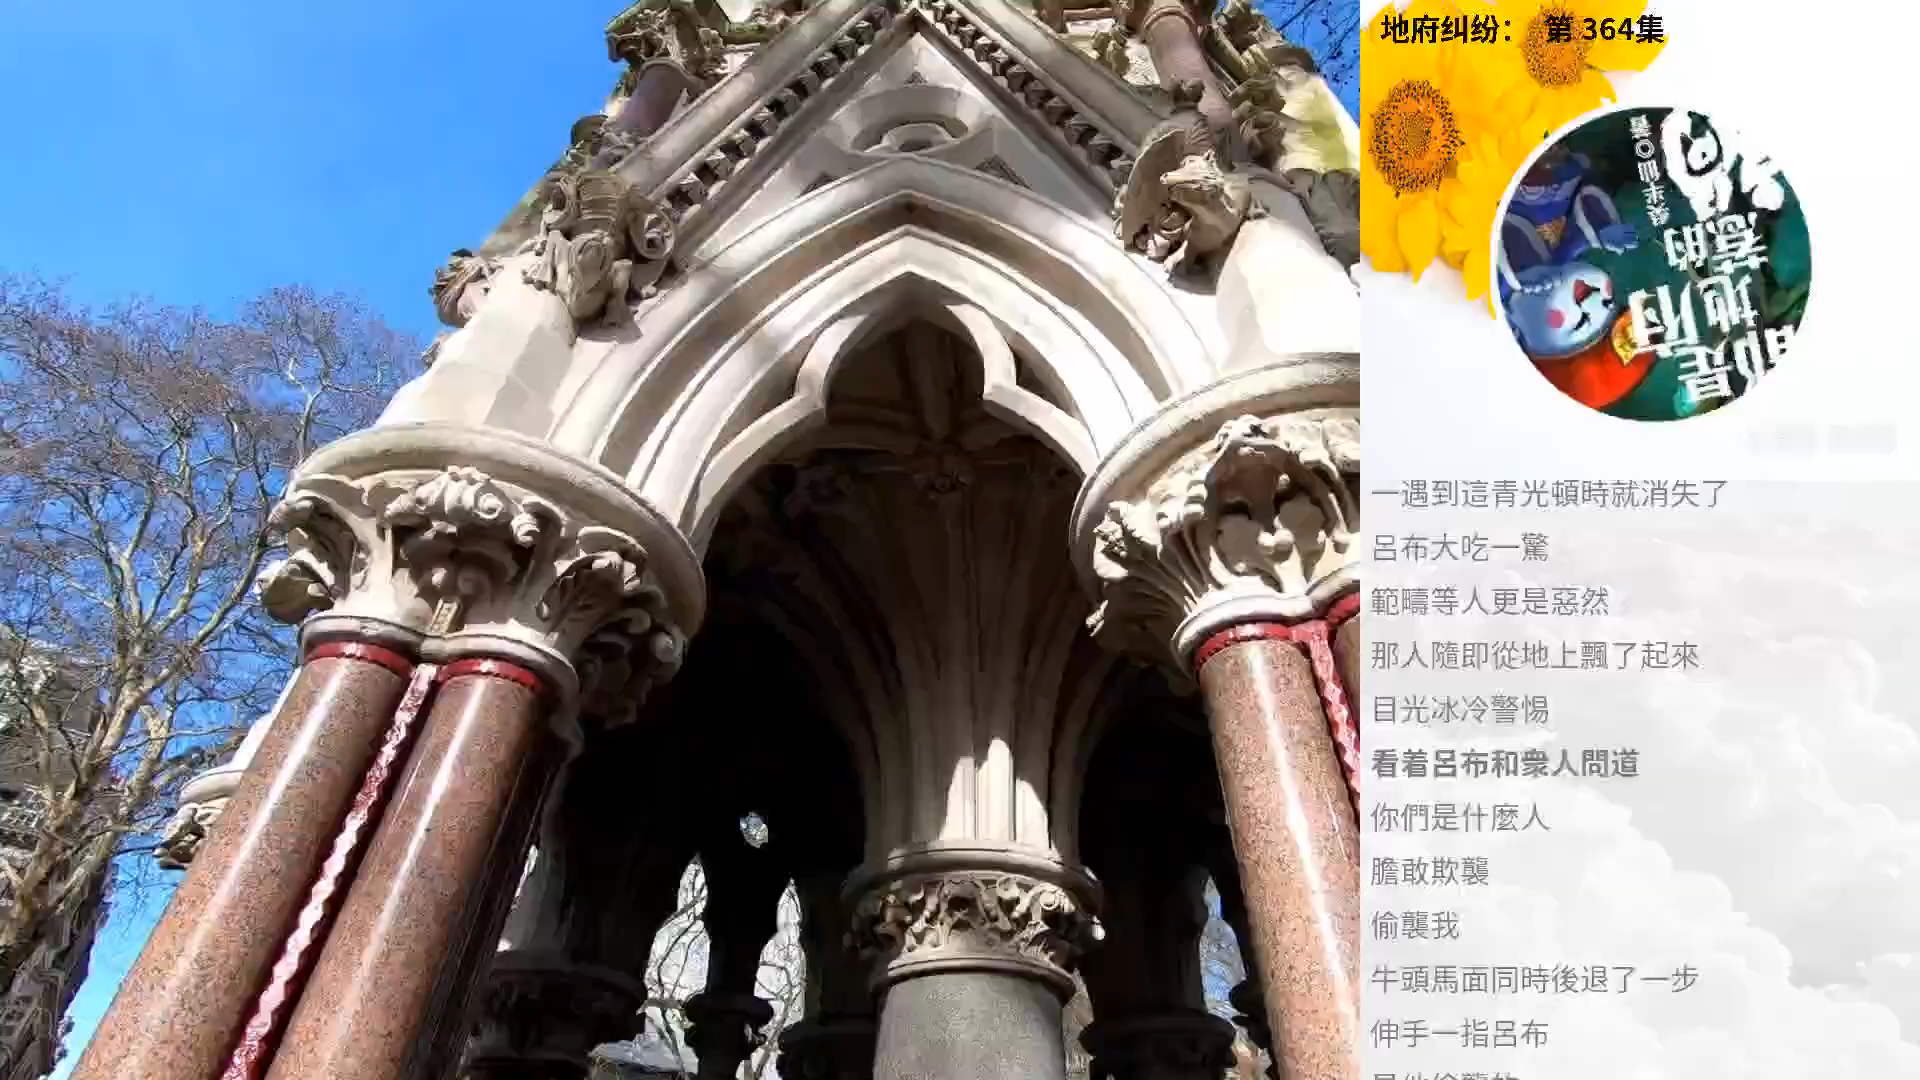 地府纠纷： 第 364集
一遇到這青光頓時就消失了
呂布大吃一驚
範疇等人更是惡然
那人隨即從地上飄了起來
目光冰冷警惕
看着呂布和衆人問道
你們是什麼人
膽敢欺襲
偷襲我
牛頭馬面同時後退了一步
伸手一指呂布